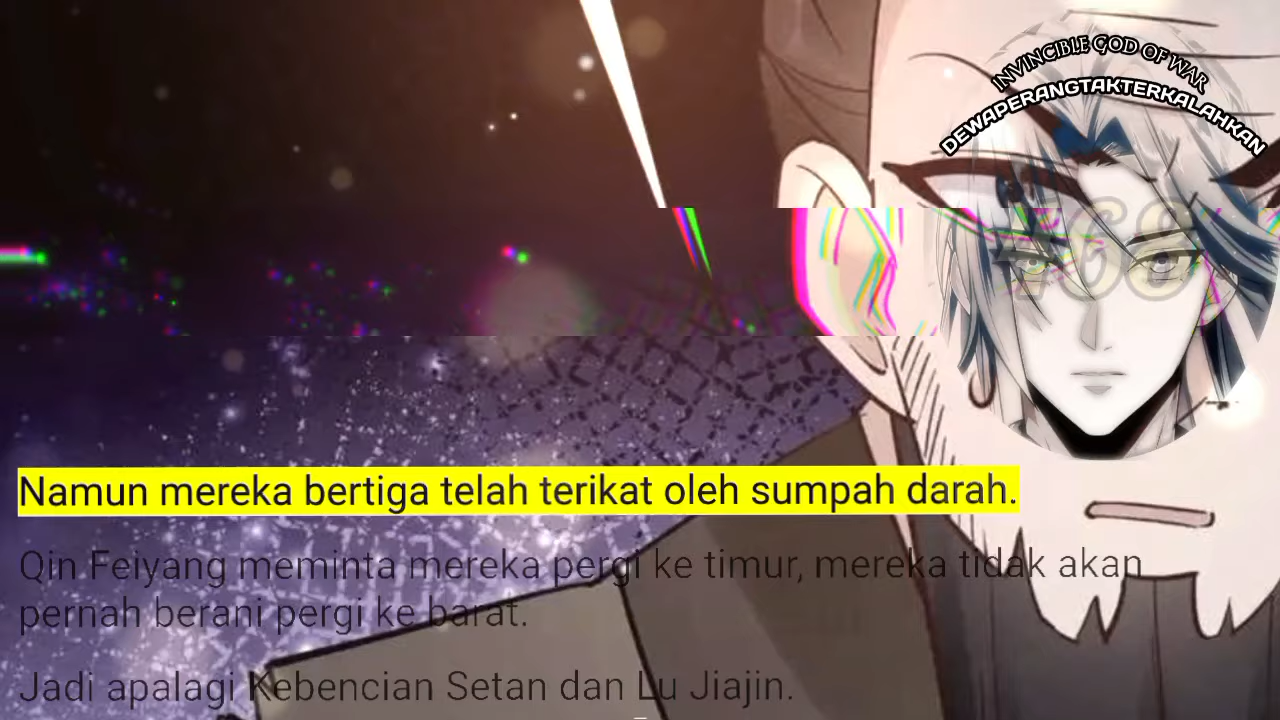 INVINCIBLE GOD OF WAR
DEWAPERANGTAKTERKALAHKAN
768
Namun mereka bertiga telah terikat oleh sumpah darah.
Qin Feiyang meminta mereka pergi ke timur, mereka tidak akan
pernah berani pergi ke barat.
Jadi apalagi Kebencian Setan dan Lu Jiajin.